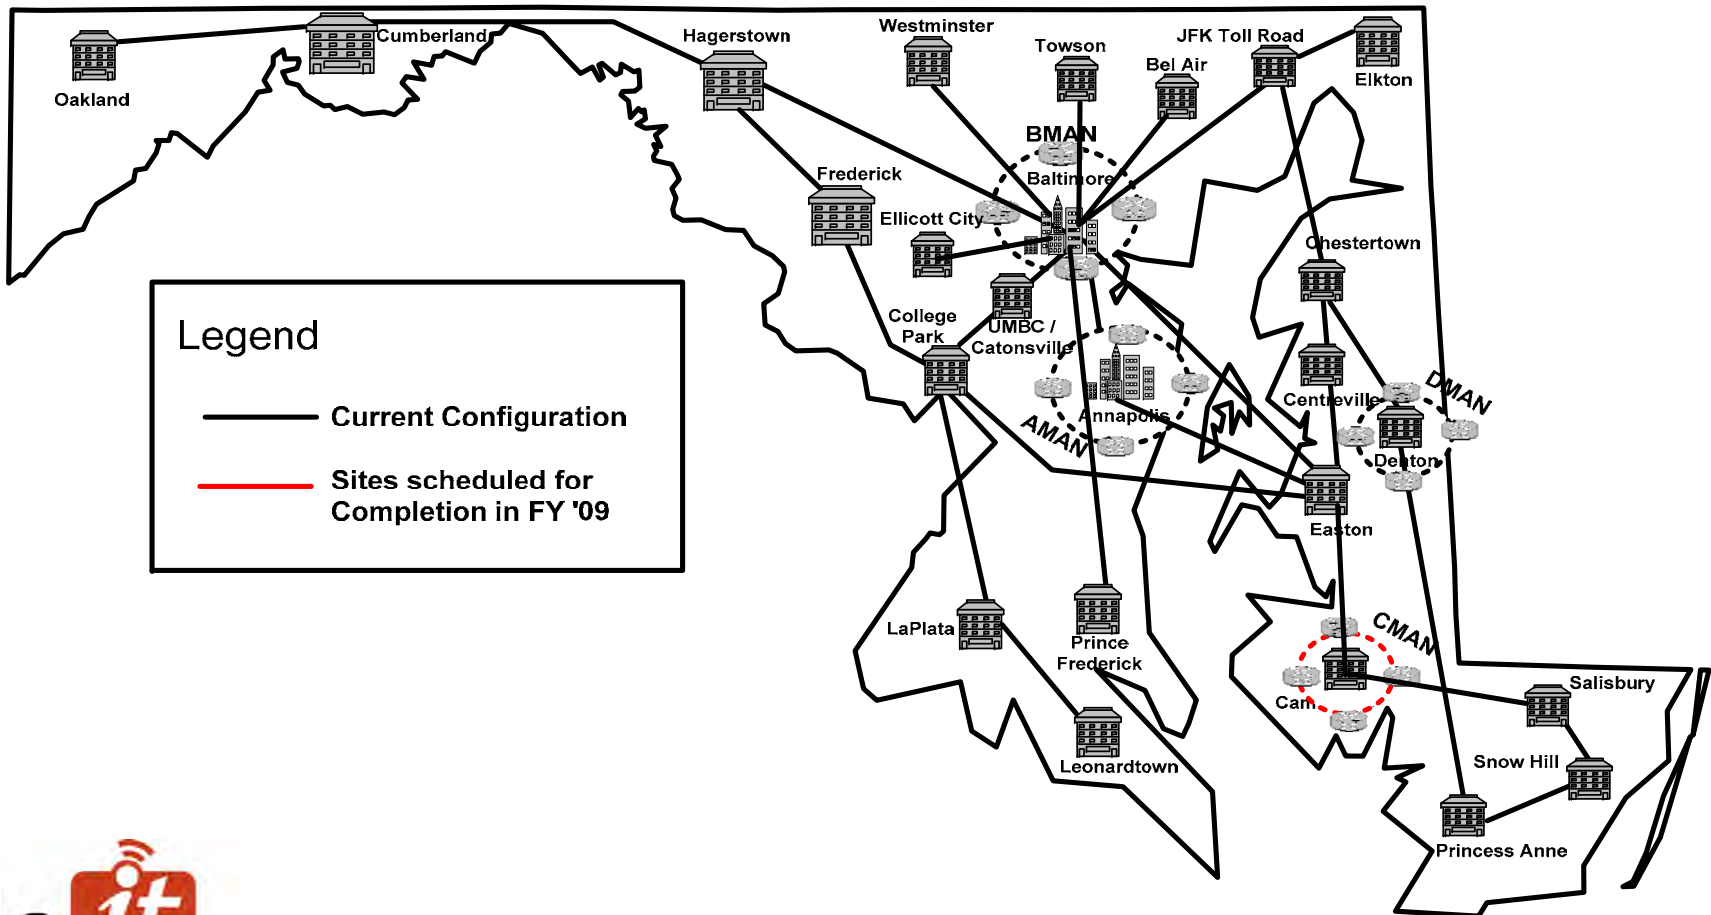 Westminster
Cumberland
Hagerstown
Towson
JFK Toll Road
Bel Air
Elkton
Oakland
BMAN
Frederick
Baltimore
Ellicott City
Chestertown
Legend
College
Park
UMBC /
Catonsville
DMAN
Centreville
Current Configuration
Annapolis
AMAN
Denton
Sites scheduled for
Completion in FY '09
Easton
LaPlata
Prince
Frederick
CMAN
Cam
Salisbury
Leonardtown
Snow Hill
Princess Anne
it